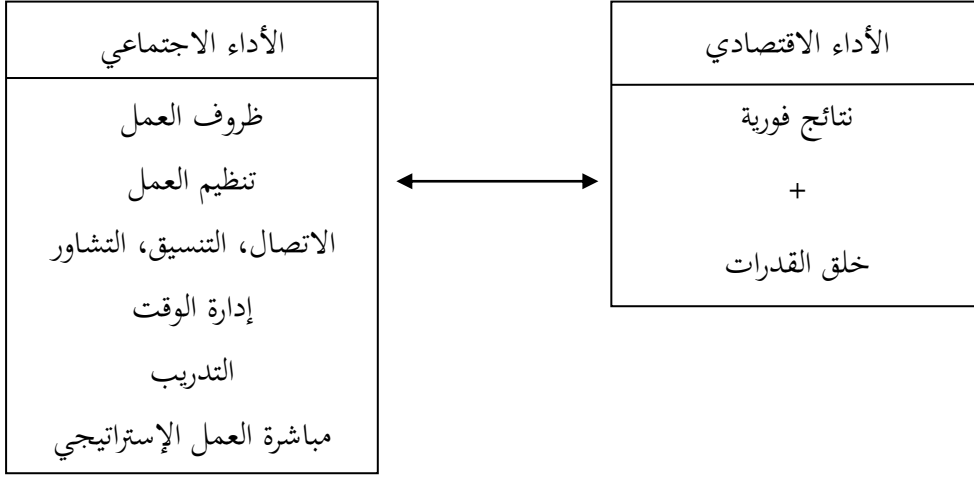 الأداء الاقتصادي
نتائج فورية
+
خلق القدرات
الأداء الاجتماعي
ظروف العمل
تنظيم العمل
الاتصال، التنسيق، التشاور
إدارة الوقت
التدريب
مباشرة العمل الإستراتيجي